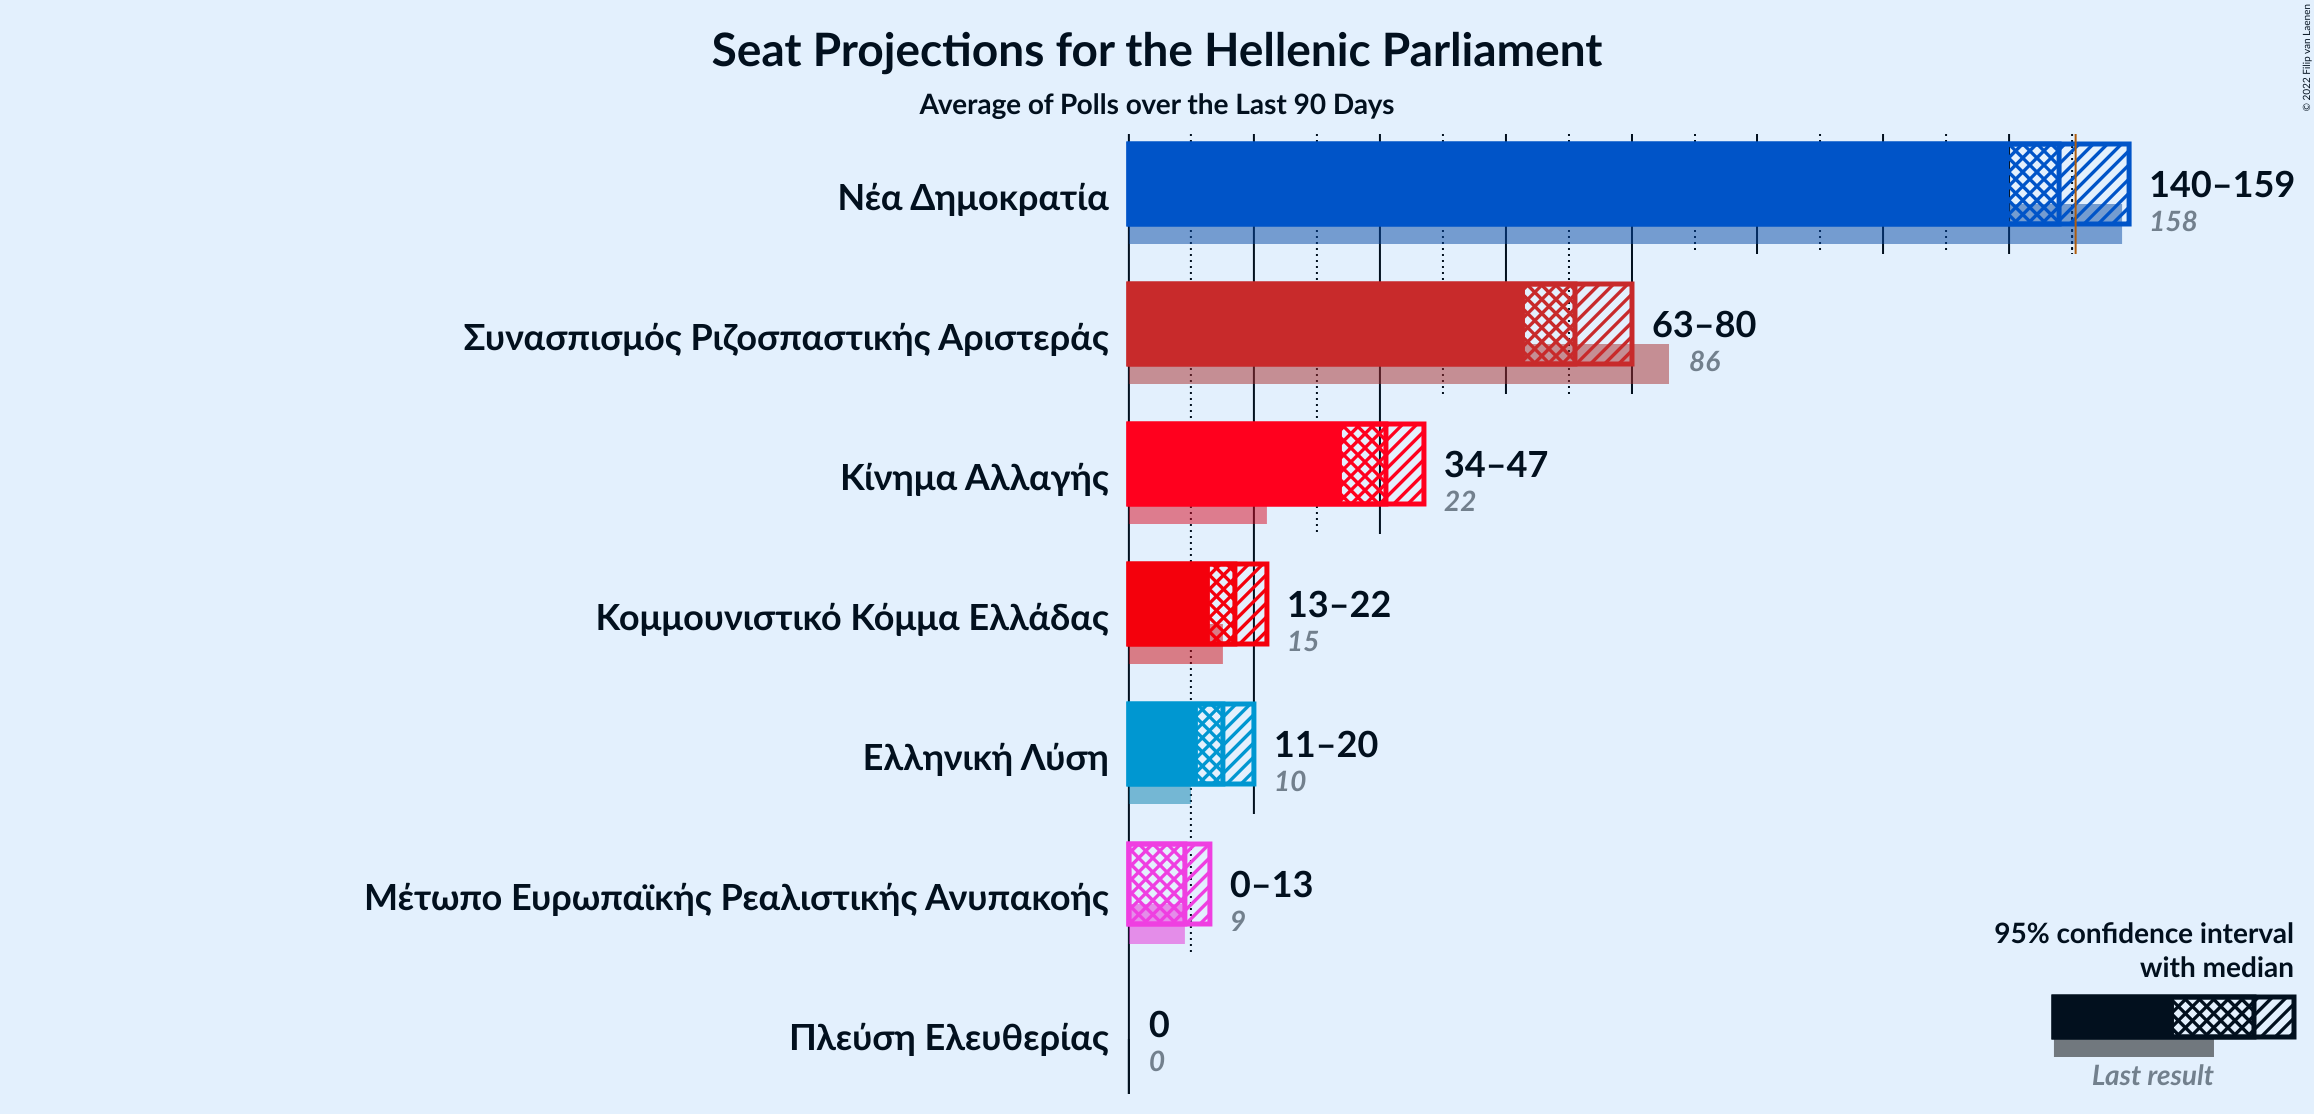 Seat Projections for the Hellenic Parliament
Average of Polls over the Last 90 Days
© 2022 Filip van Laenen
Νέα Δημοκρατία
140–159
158
Συνασπισμός Ριζοσπαστικής Αριστεράς
63–80
86
Κίνημα Αλλαγής
34–47
22
Κομμουνιστικό Κόμμα Ελλάδας
13–22
15
Ελληνική Λύση
11–20
10
Μέτωπο Ευρωπαϊκής Ρεαλιστικής Ανυπακοής
0–13
9
Πλεύση Ελευθερίας
0
0
95% confidence interval
with median
Last result